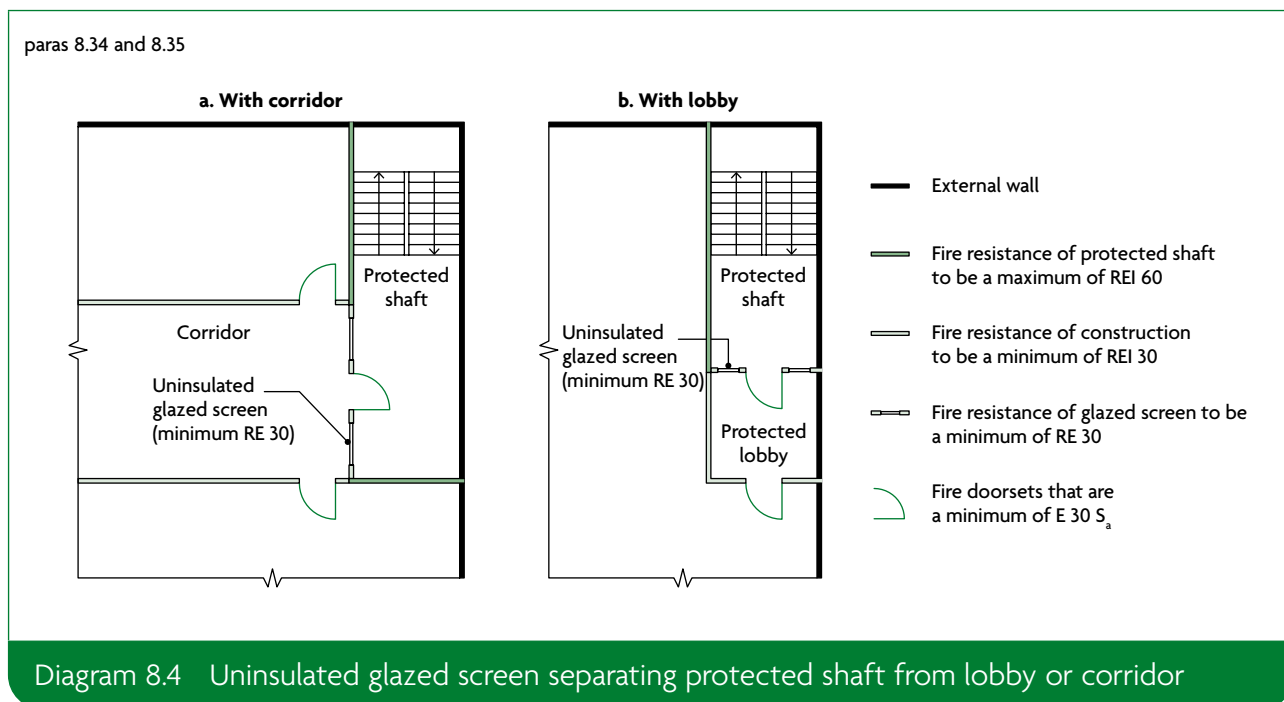 paras 8.34 and 8.35
a. With corridor
Protected
shaft
Corridor
Uninsulated
glazed screen
(minimum RE 30)
b. With lobby
Protected
shaft
Uninsulated
glazed screen
(minimum RE 30)
Protected
lobby
External wall
Fire resistance of protected shaft
to be a maximum of REI 60
Fire resistance of construction
to be a minimum of REI 30
Fire resistance of glazed screen to be
a minimum of RE 30
Fire doorsets that are
a minimum of E 30 Sₐ
Diagram 8.4 Uninsulated glazed screen separating protected shaft from lobby or corridor